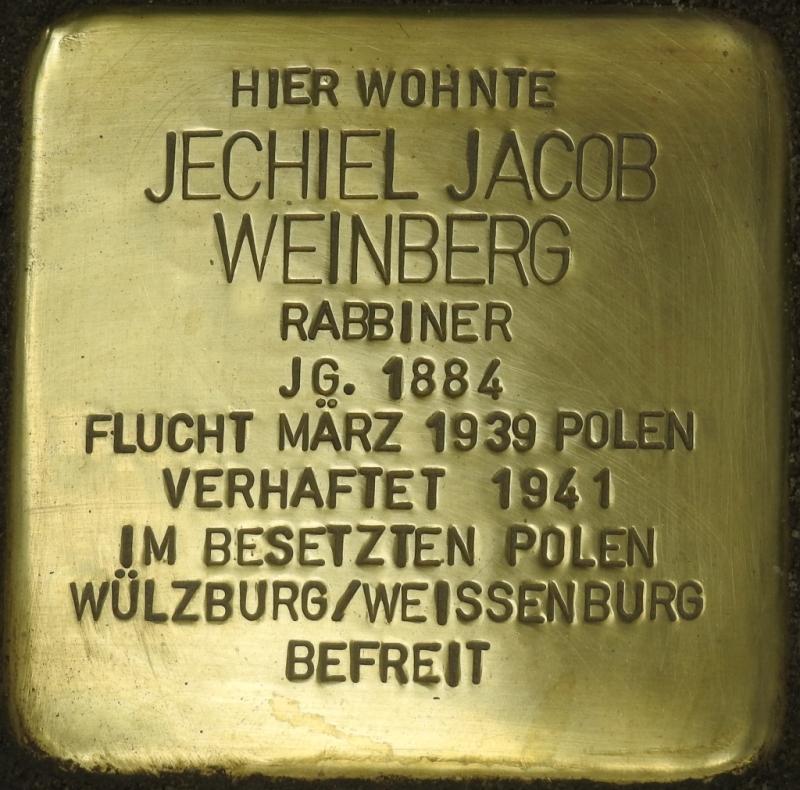 HIER WOHNTE
JECHIEL JACOB
WEINBERG
RABBINER
JG. 1884
FLUCHT MÄRZ 1939 POLEN
VERHAFTET 1941
IM BESETZTEN POLEN
WÜLZBURG/WEISSENBURG
BEFREIT